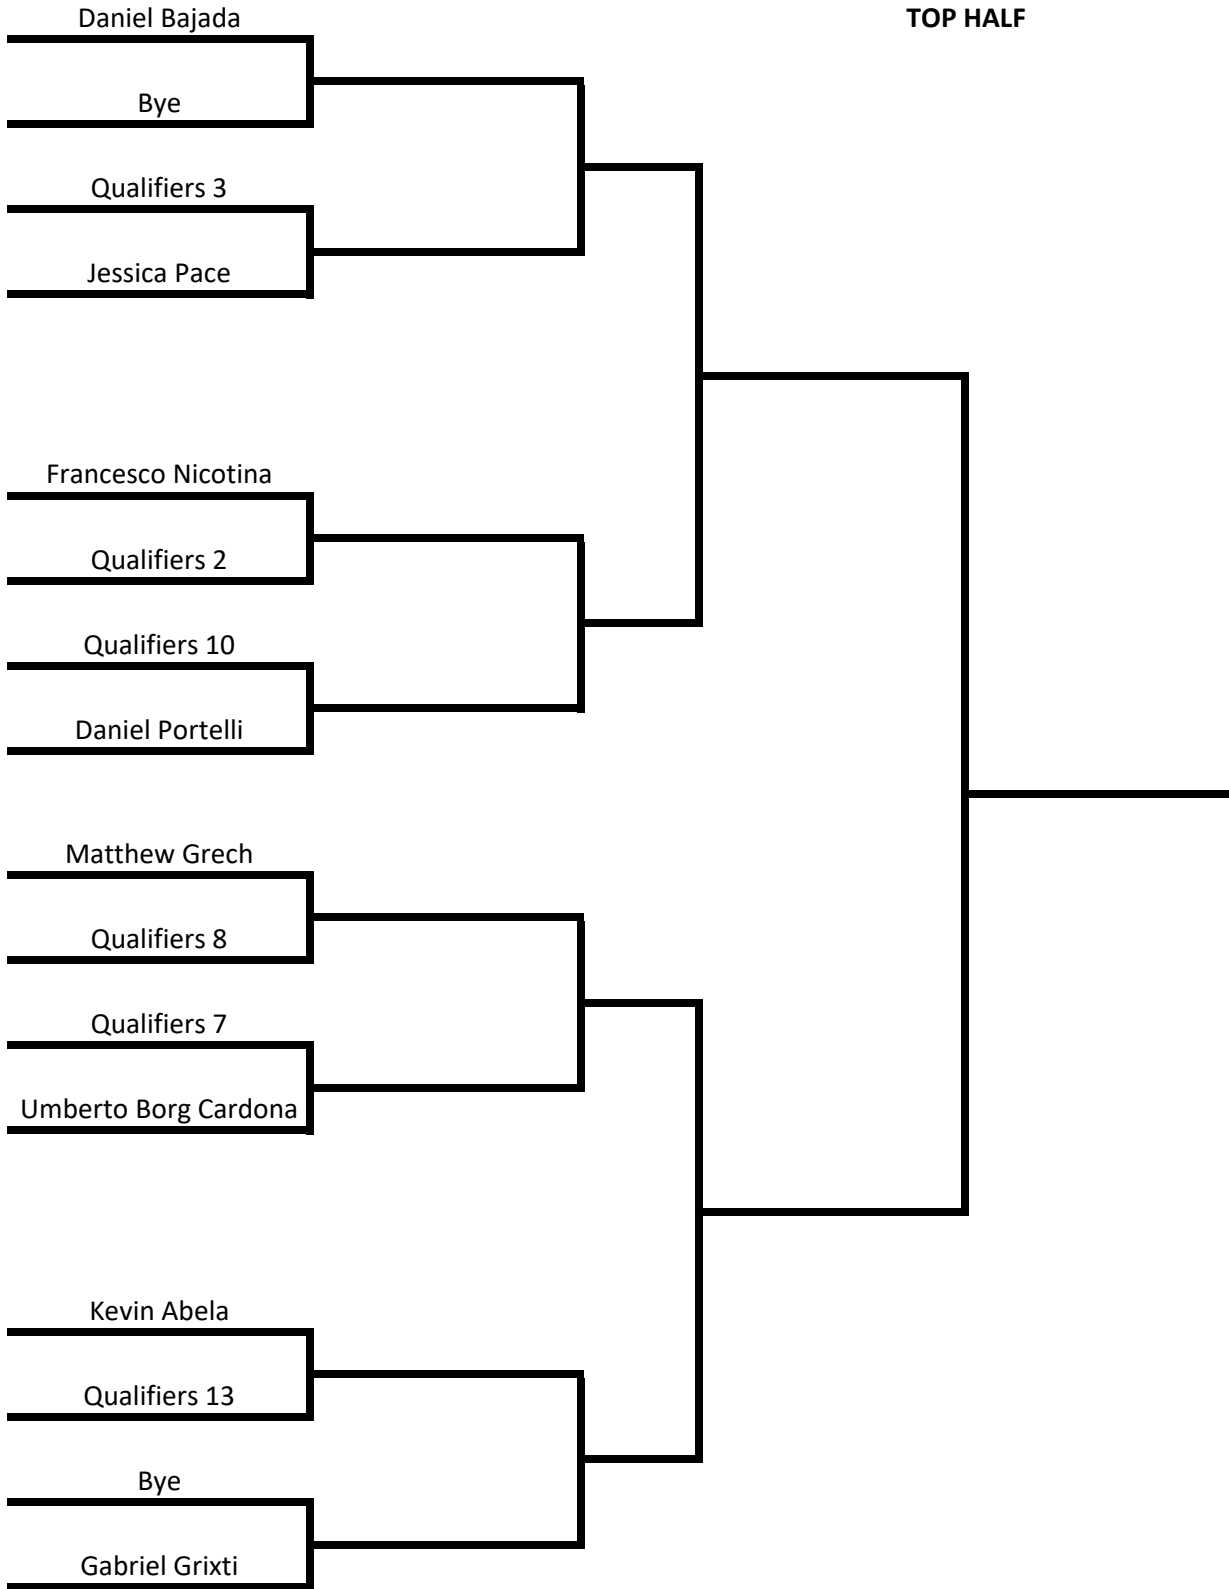 Daniel Bajada
TOP HALF
Bye
Qualifiers 3
Jessica Pace
Francesco Nicotina
Qualifiers 2
Qualifiers 10
Daniel Portelli
Matthew Grech
Qualifiers 8
Qualifiers 7
Umberto Borg Cardona
Kevin Abela
Qualifiers 13
Bye
Gabriel Grixti